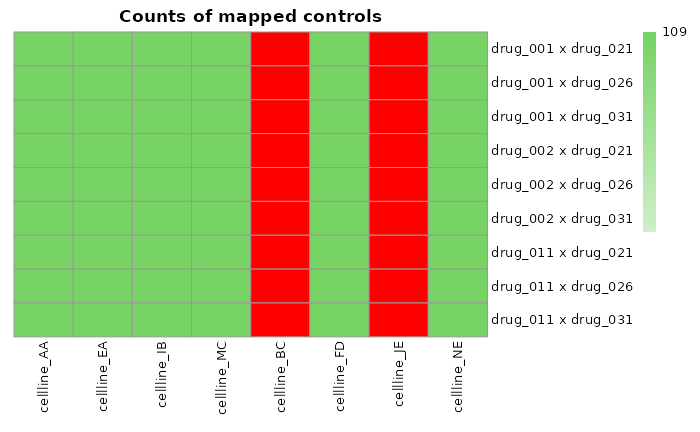 Counts of mapped controls
109
drug_001 x drug_021
drug_001 x drug_026
drug_001 x drug_031
drug_002 x drug_021
drug_002 x drug_026
drug_002 x drug_031
drug_011 x drug_021
drug_011 x drug_026
drug_011 x drug_031
cellline_AA
cellline_EA
cellline_IB
cellline_MC
cellline_BC
cellline_FD
cellline_JE
cellline_NE